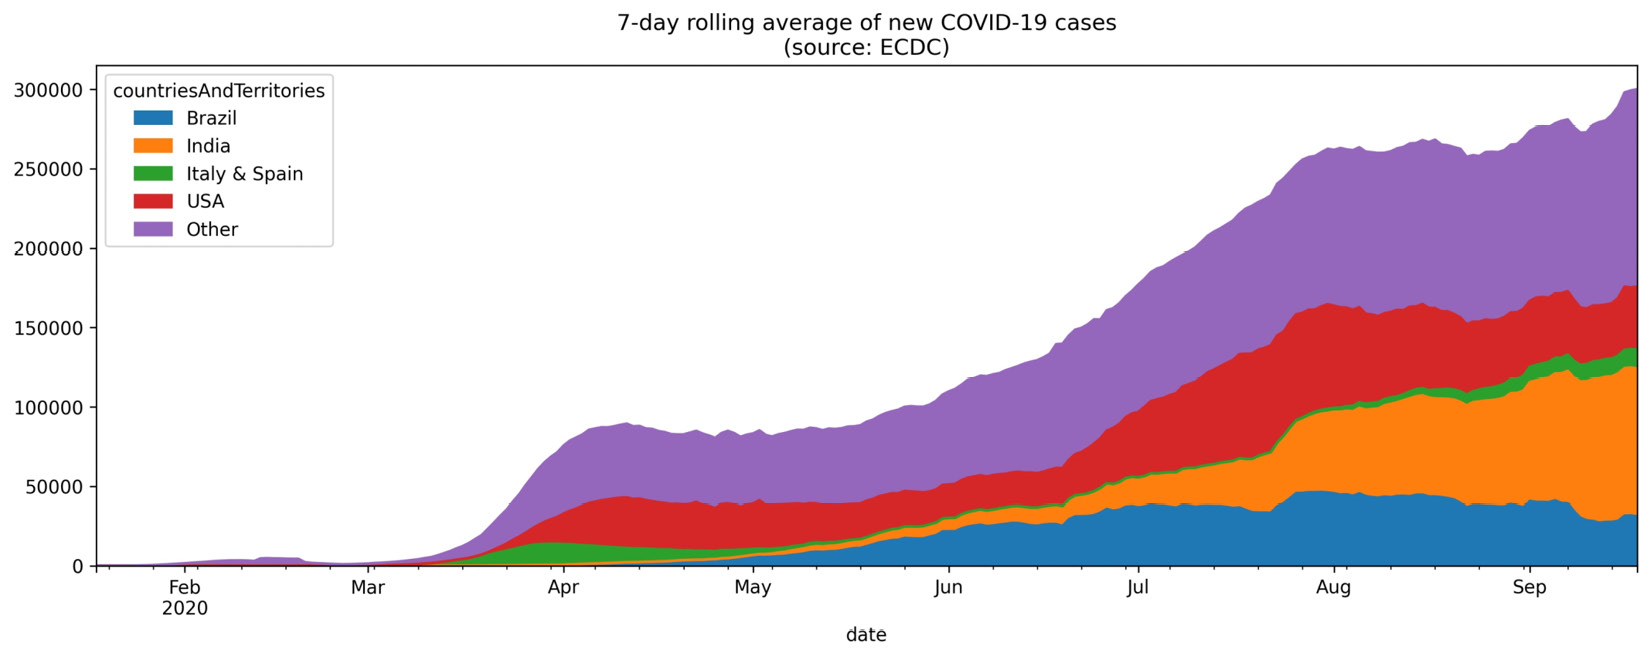 7-day rolling average of new COVID-19 cases
(source: ECDC)
countriesAndTerritories
Brazil
India
Italy & Spain
USA
Other
300000
250000
200000
150000
100000
50000
0
Feb Mar Apr May Jun Jul Aug Sep
2020
date